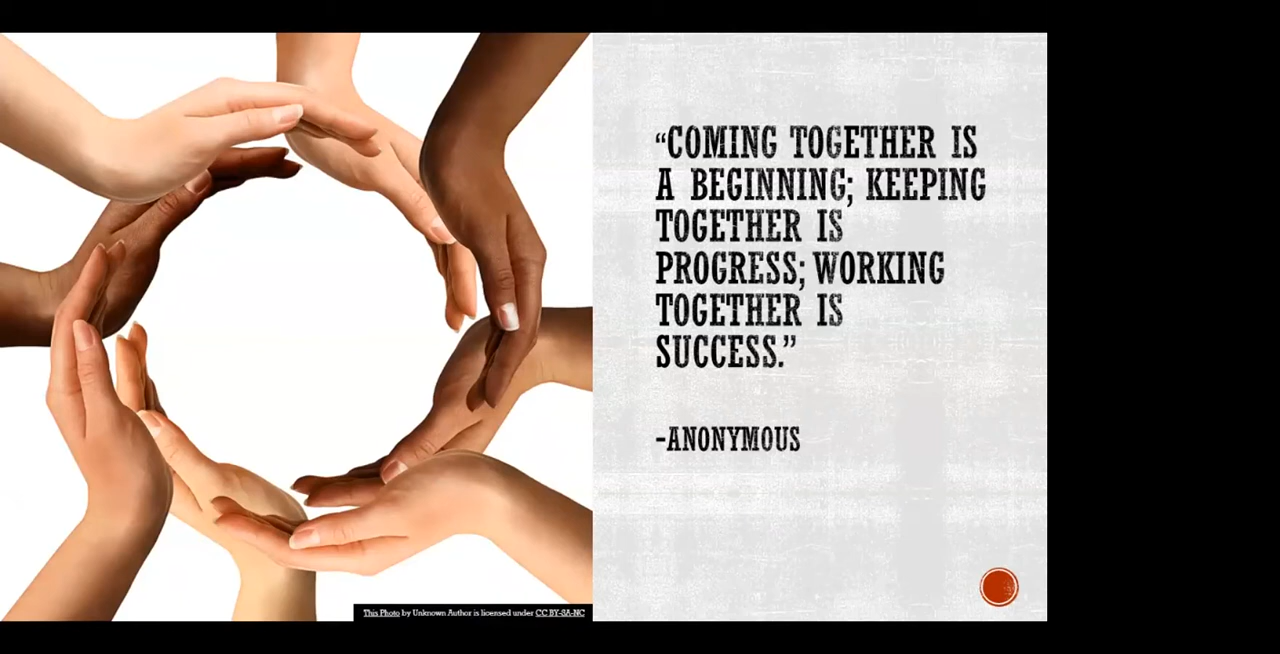 “COMING TOGETHER IS
A BEGINNING; KEEPING
TOGETHER IS
PROGRESS; WORKING
TOGETHER IS
SUCCESS.”
-ANONYMOUS
This Photo by Unknown Author is licensed under CC BY-SA-NC